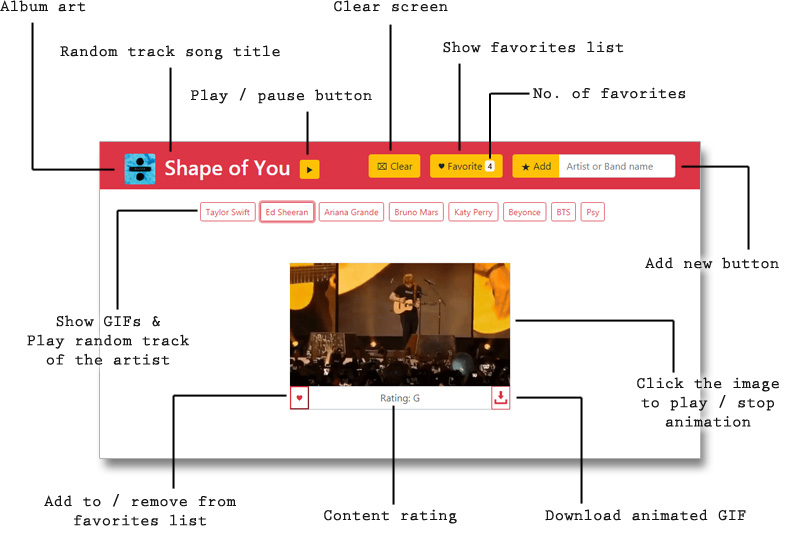 Album art
Clear screen
Random track song title
Show favorites list
Play / pause button
No. of favorites
Shape of You
Clear
Favorite 4
Add
Artist or Band name
Taylor Swift
Ed Sheeran
Ariana Grande
Bruno Mars
Katy Perry
Beyonce
BTS
Psy
Add new button
Show GIFs &
Play random track
of the artist
Click the image
to play / stop
animation
Rating: G
Add to / remove from
favorites list
Content rating
Download animated GIF